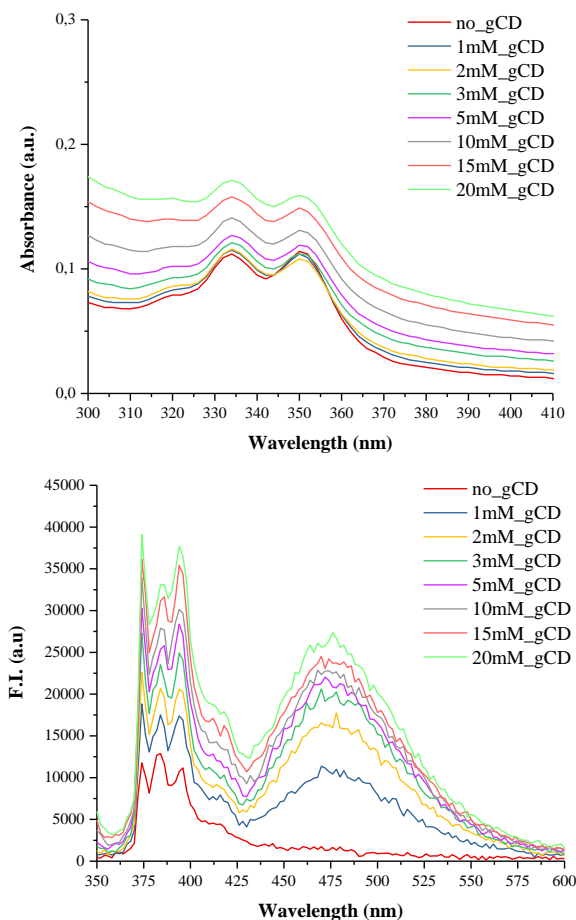 0,3
0,2
0,1
0,0
Absorbance (a.u.)
no_gCD
1mM_gCD
2mM_gCD
3mM_gCD
5mM_gCD
10mM_gCD
15mM_gCD
20mM_gCD
300 310 320 330 340 350 360 370 380 390 400 410
Wavelength (nm)
45000
40000
35000
30000
25000
20000
15000
10000
5000
0
F.I. (a.u)
no_gCD
1mM_gCD
2mM_gCD
3mM_gCD
5mM_gCD
10mM_gCD
15mM_gCD
20mM_gCD
350 375 400 425 450 475 500 525 550 575 600
Wavelength (nm)